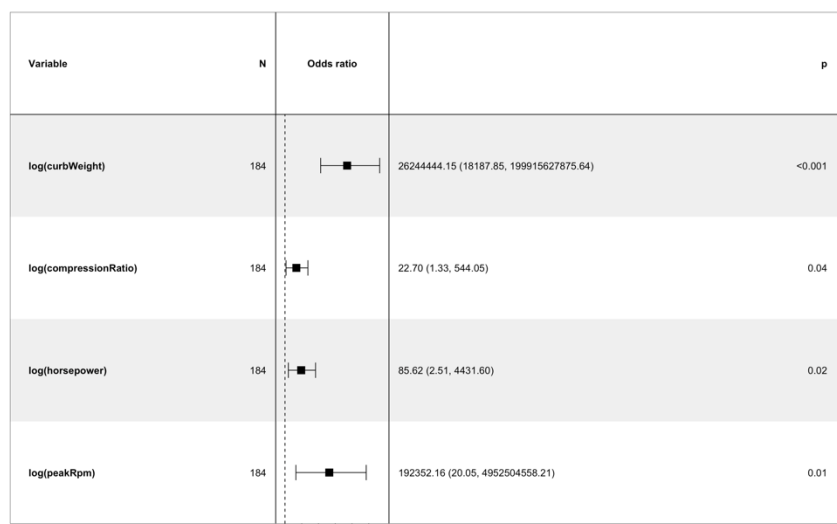 Variable N Odds ratio p
log(curbWeight) 184 26244444.15 (18187.85, 199915627875.64) <0.001
log(compressionRatio) 184 22.70 (1.33, 544.05) 0.04
log(horsepower) 184 85.62 (2.51, 4431.60) 0.02
log(peakRpm) 184 192352.16 (20.05, 4952504558.21) 0.01